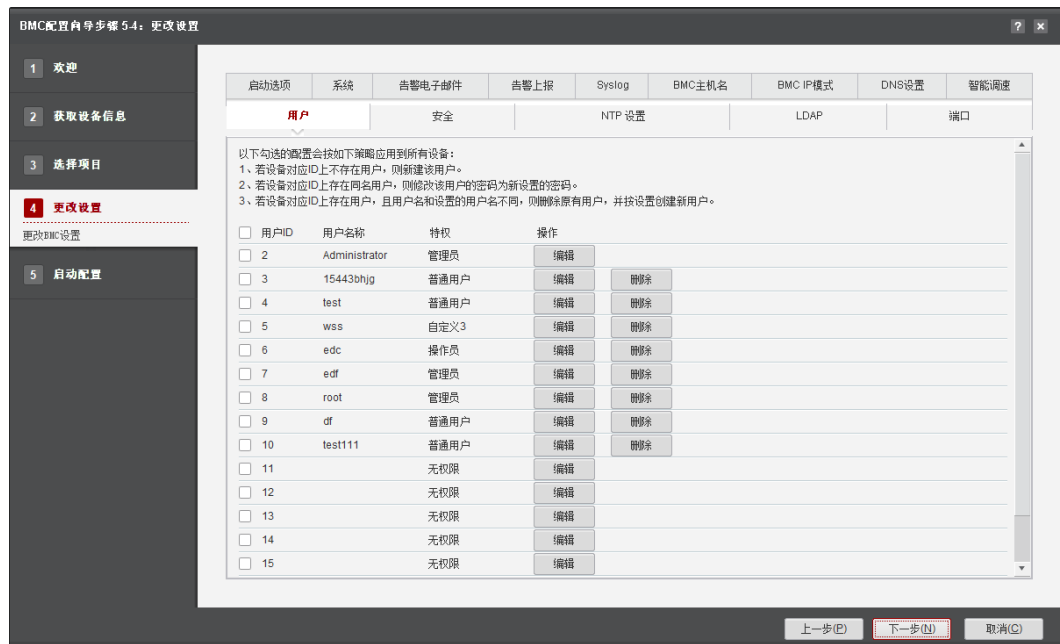 BMC配置向导步骤 5-4：更改设置
? ×
1 欢迎
2 获取设备信息
3 选择项目
4 更改设置
更改BMC设置
5 启动配置
启动选项 系统 告警电子邮件 告警上报 Syslog BMC主机名 BMC IP模式 DNS设置 智能调速
用户 安全 NTP 设置 LDAP 端口
以下勾选的配置会按如下策略应用到所有设备：
1、若设备对应ID上不存在用户，则新建该用户。
2、若设备对应ID上存在同名用户，则修改该用户的密码为新设置的密码。
3、若设备对应ID上存在用户，且用户名和设置的用户名不同，则删除原有用户，并按设置创建新用户。
用户ID 用户名称 特权 操作
2 Administrator 管理员 编辑
3 15443bhjg 普通用户 编辑 删除
4 test 普通用户 编辑 删除
5 wss 自定义3 编辑 删除
6 edc 操作员 编辑 删除
7 edf 管理员 编辑 删除
8 root 管理员 编辑 删除
9 df 普通用户 编辑 删除
10 test111 普通用户 编辑 删除
11 无权限 编辑
12 无权限 编辑
13 无权限 编辑
14 无权限 编辑
15 无权限 编辑
上一步(P) 下一步(N) 取消(C)